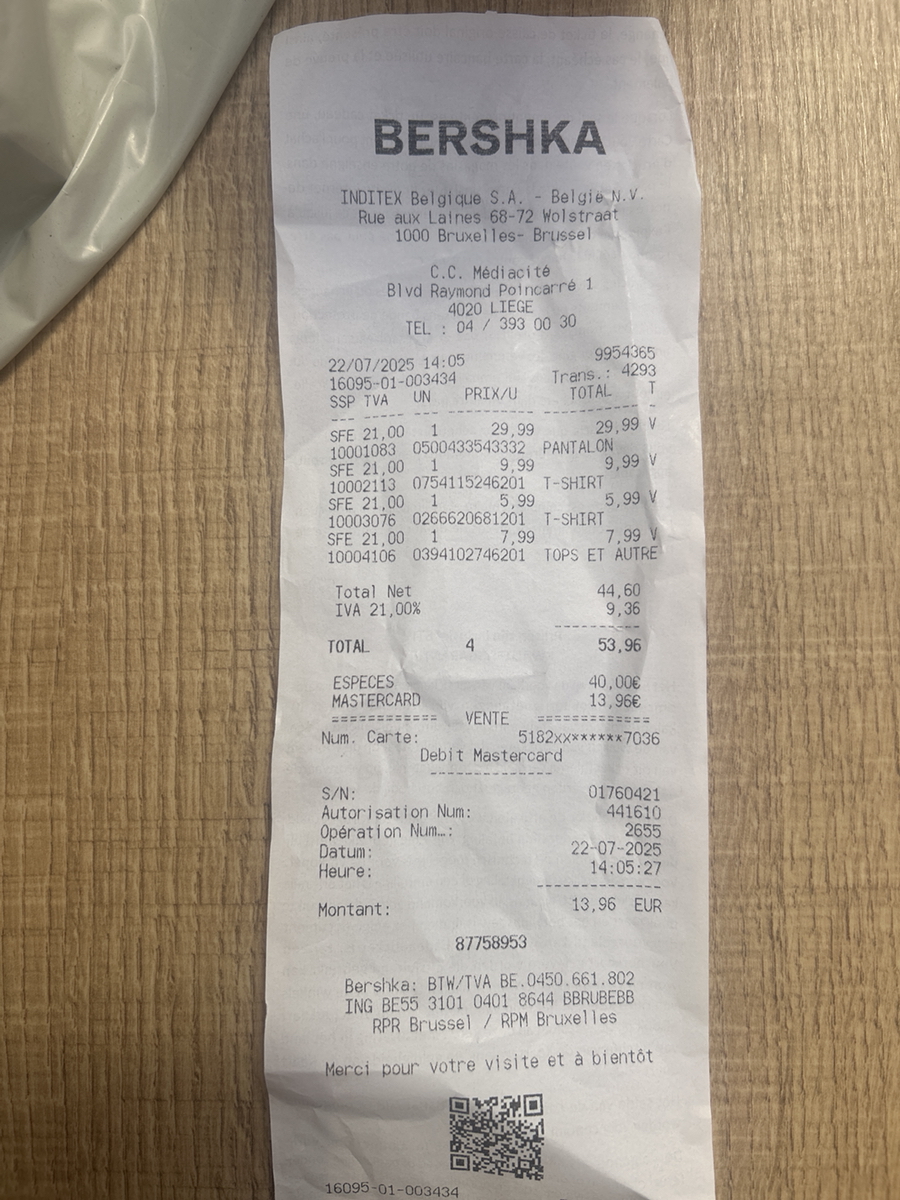 BERSHKA
INDITEX Belgique S.A. - België N.V.
Rue aux Laines 68-72 Wolstraat
1000 Bruxelles- Brussel
C.C. Médiacité
Blvd Raymond Poincarré 1
4020 LIEGE
TEL : 04 / 393 00 30
22/07/2025 14:05 9954365
16095-01-003434 Trans.: 4293
SSP TVA UN PRIX/U TOTAL T
--- --- -------- --------- ------------ -
SFE 21,00 1 29,99 29,99 V
10001083 0500433543332 PANTALON
SFE 21,00 1 9,99 9,99 V
10002113 0754115246201 T-SHIRT
SFE 21,00 1 5,99 5,99 V
10003076 0266620681201 T-SHIRT
SFE 21,00 1 7,99 7,99 V
10004106 0394102746201 TOPS ET AUTRE
Total Net 44,60
IVA 21,00% 9,36
----------
TOTAL 4 53,96
ESPECES 40,00€
MASTERCARD 13,96€
=========== VENTE ============
Num. Carte: 5182xx******7036
Debit Mastercard
-------------
S/N: 01760421
Autorisation Num: 441610
Opération Num…: 2655
Datum: 22-07-2025
Heure: 14:05:27
-------------
Montant: 13,96 EUR
87758953
Bershka: BTW/TVA BE.0450.661.802
ING BE55 3101 0401 8644 BBRUBEBB
RPR Brussel / RPM Bruxelles
Merci pour votre visite et à bientôt
16095-01-003434